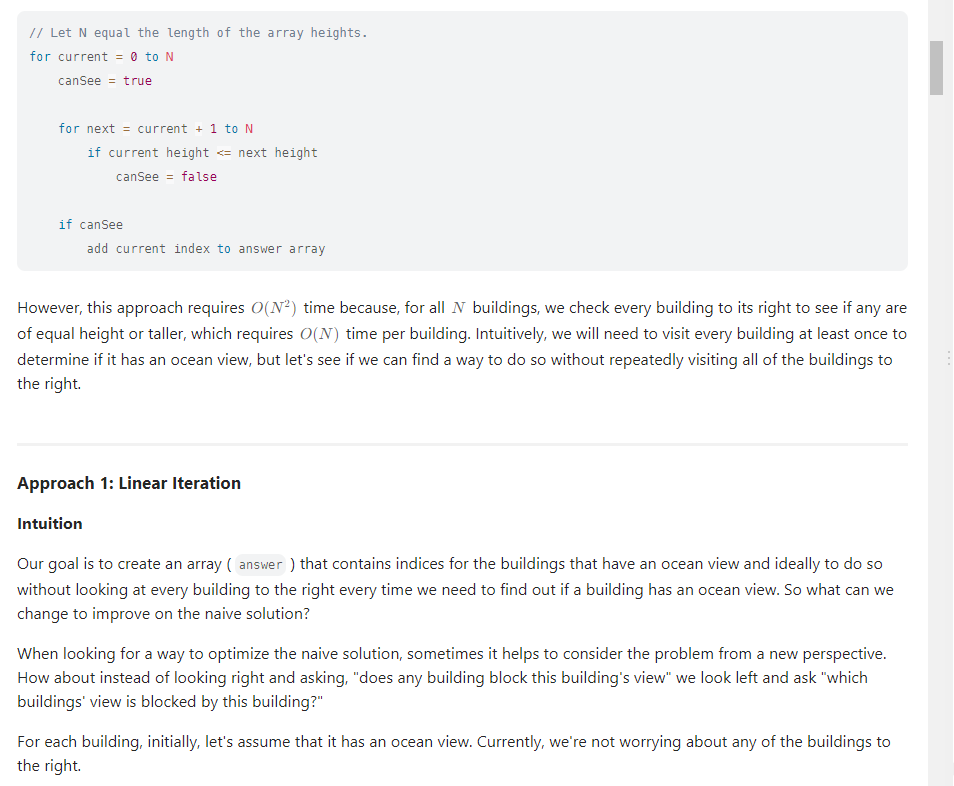 // Let N equal the length of the array heights.
for current = 0 to N
    canSee = true
    for next = current + 1 to N
        if current height <= next height
            canSee = false
    if canSee
        add current index to answer array
However, this approach requires O(N²) time because, for all N buildings, we check every building to its right to see if any are
of equal height or taller, which requires O(N) time per building. Intuitively, we will need to visit every building at least once to
determine if it has an ocean view, but let's see if we can find a way to do so without repeatedly visiting all of the buildings to
the right.
Approach 1: Linear Iteration
Intuition
Our goal is to create an array ( answer ) that contains indices for the buildings that have an ocean view and ideally to do so
without looking at every building to the right every time we need to find out if a building has an ocean view. So what can we
change to improve on the naive solution?
When looking for a way to optimize the naive solution, sometimes it helps to consider the problem from a new perspective.
How about instead of looking right and asking, "does any building block this building's view" we look left and ask "which
buildings' view is blocked by this building?"
For each building, initially, let's assume that it has an ocean view. Currently, we're not worrying about any of the buildings to
the right.